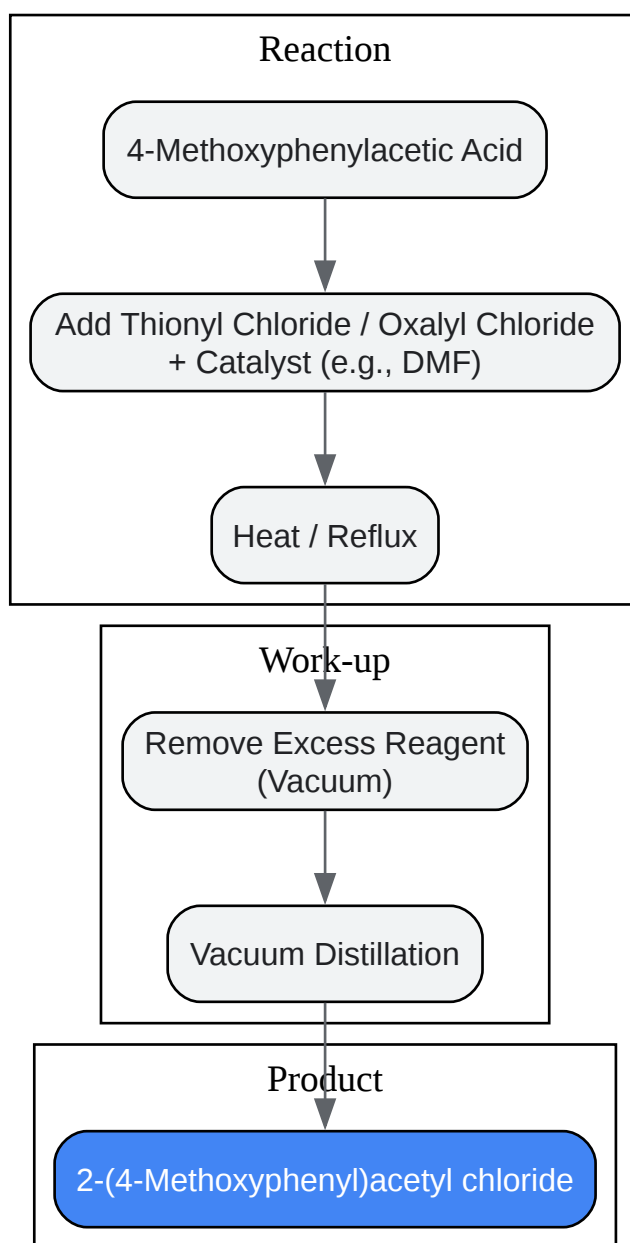 Reaction
4-Methoxyphenylacetic Acid
Add Thionyl Chloride / Oxalyl Chloride
+ Catalyst (e.g., DMF)
Heat / Reflux
Work-up
Remove Excess Reagent
(Vacuum)
Vacuum Distillation
Product
2-(4-Methoxyphenyl)acetyl chloride